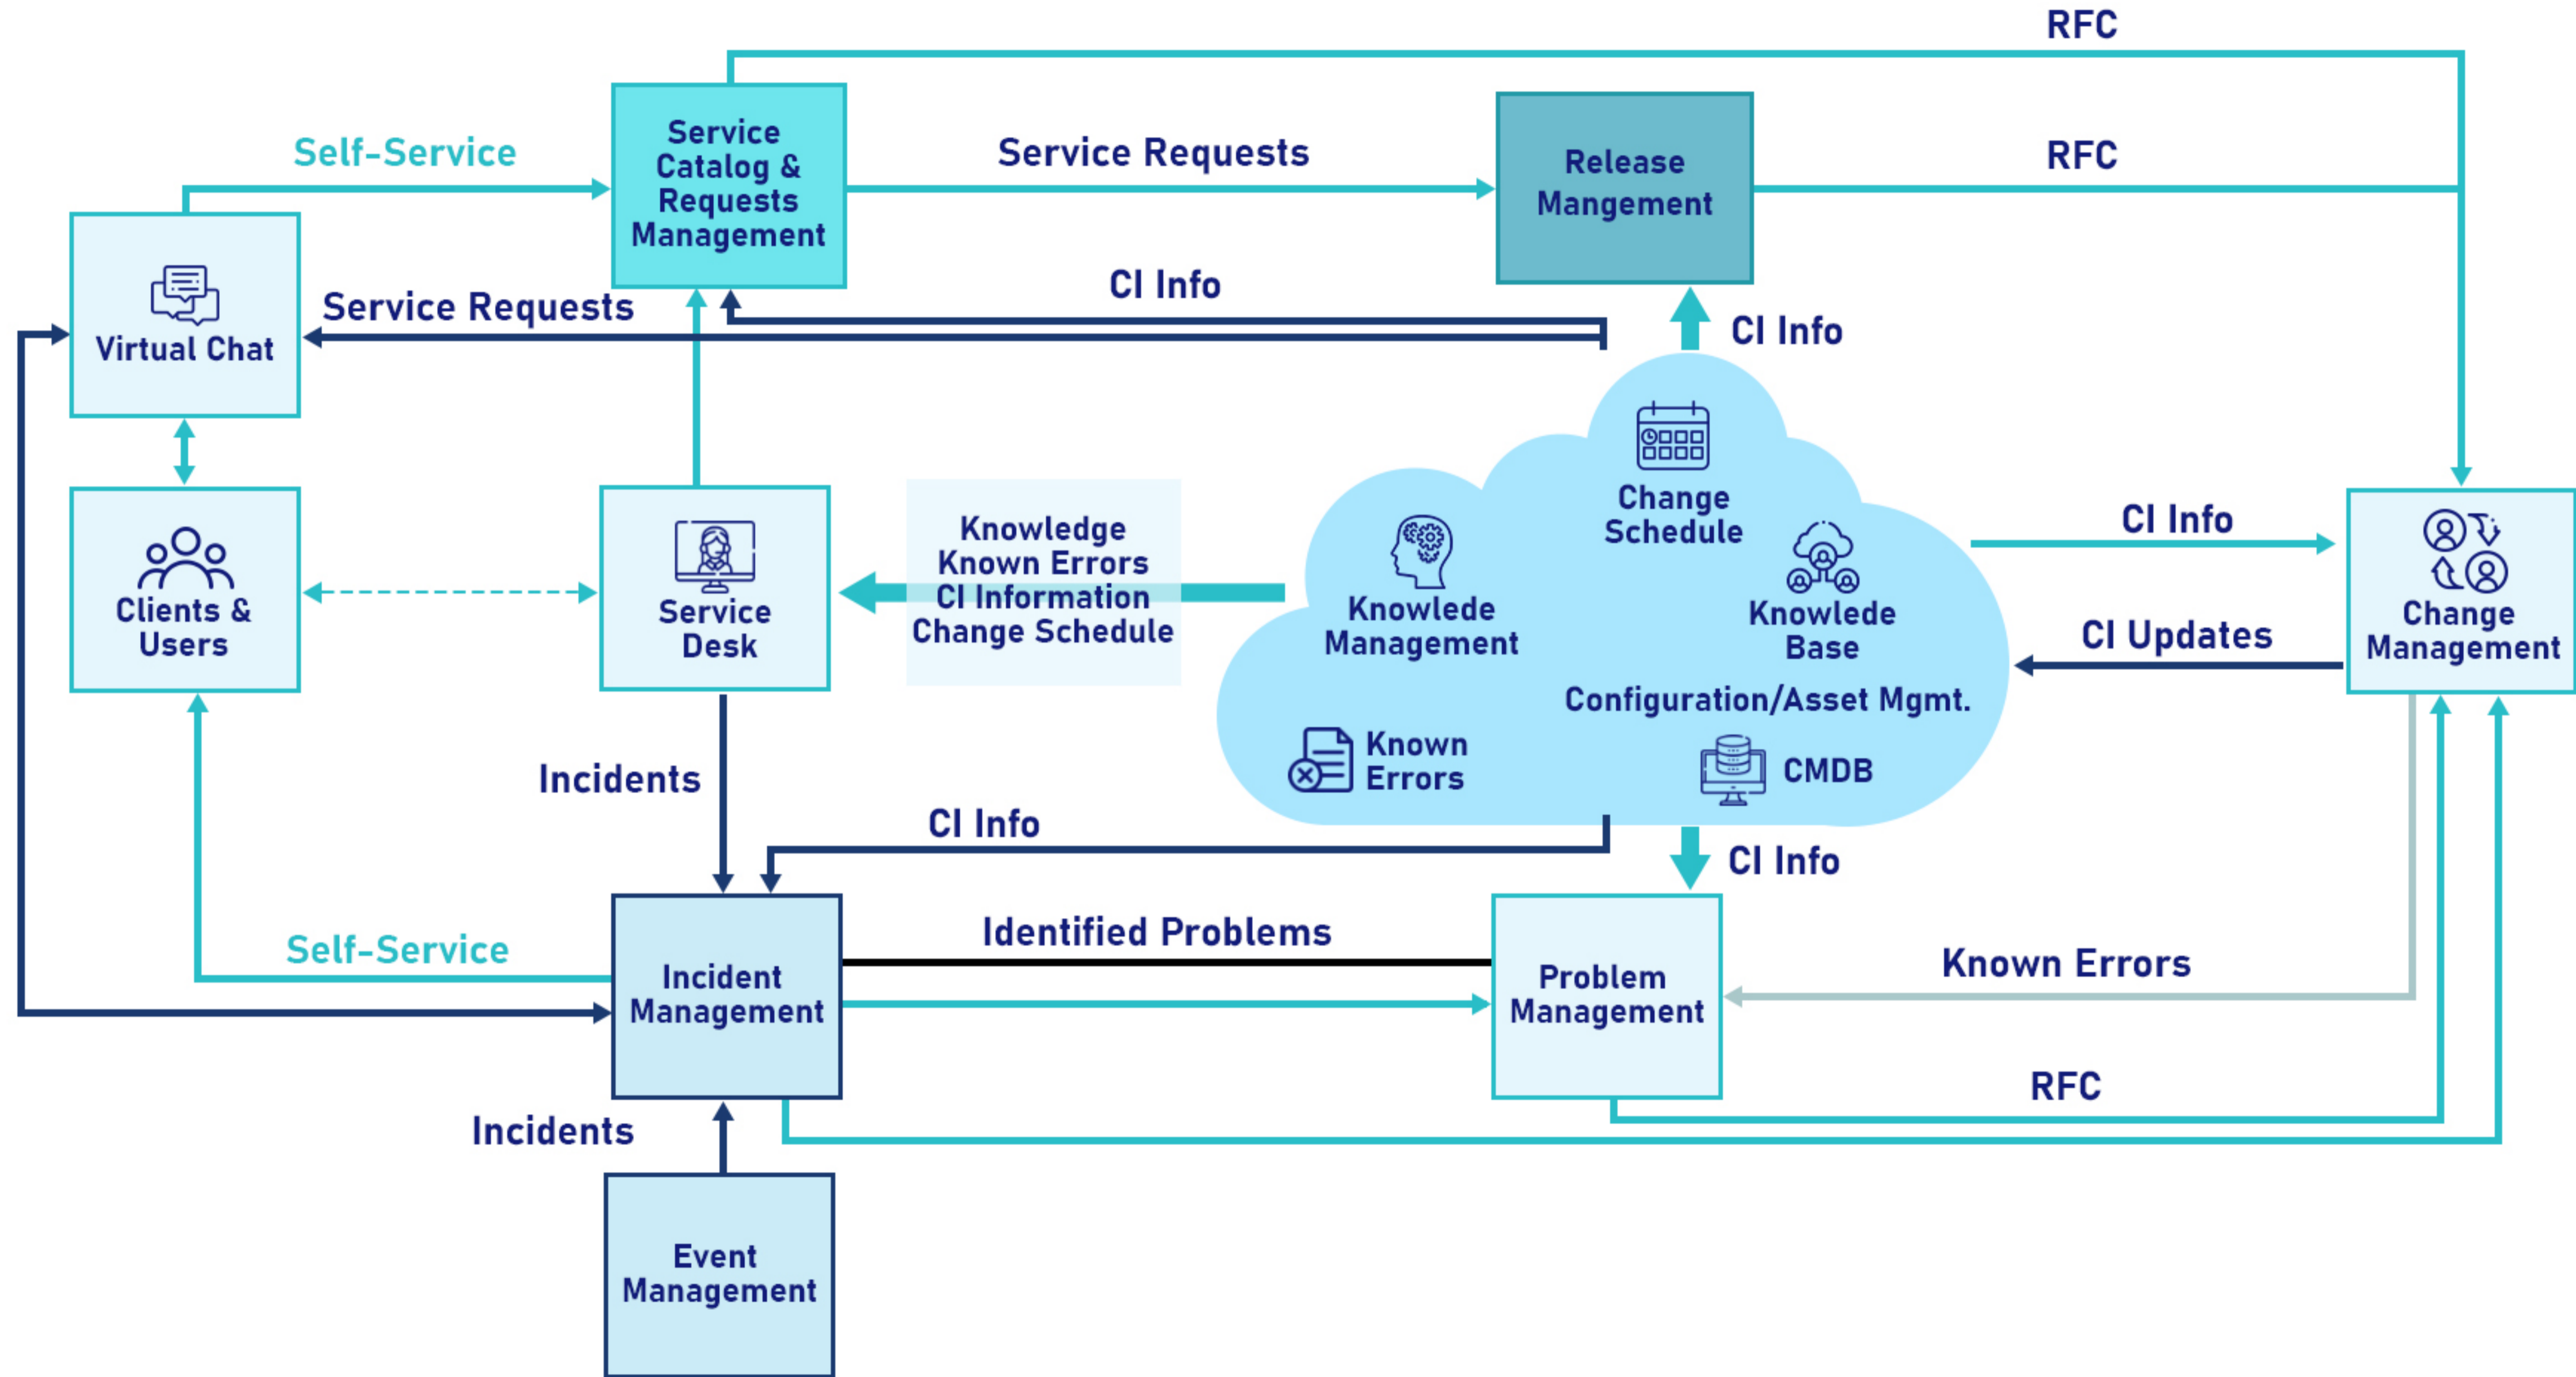 RFC
Service
Catalog &
Requests
Management
Self-Service
Service Requests
Release
Mangement
RFC
Virtual Chat
Service Requests
CI Info
CI Info
Clients &
Users
Service
Desk
Knowledge
Known Errors
CI Information
Change Schedule
Change
Schedule
Knowlede
Management
Knowlede
Base
Configuration/Asset Mgmt.
Known
Errors
CMDB
CI Info
CI Updates
Change
Management
Incidents
CI Info
CI Info
Self-Service
Incident
Management
Identified Problems
Problem
Management
Known Errors
RFC
Incidents
Event
Management